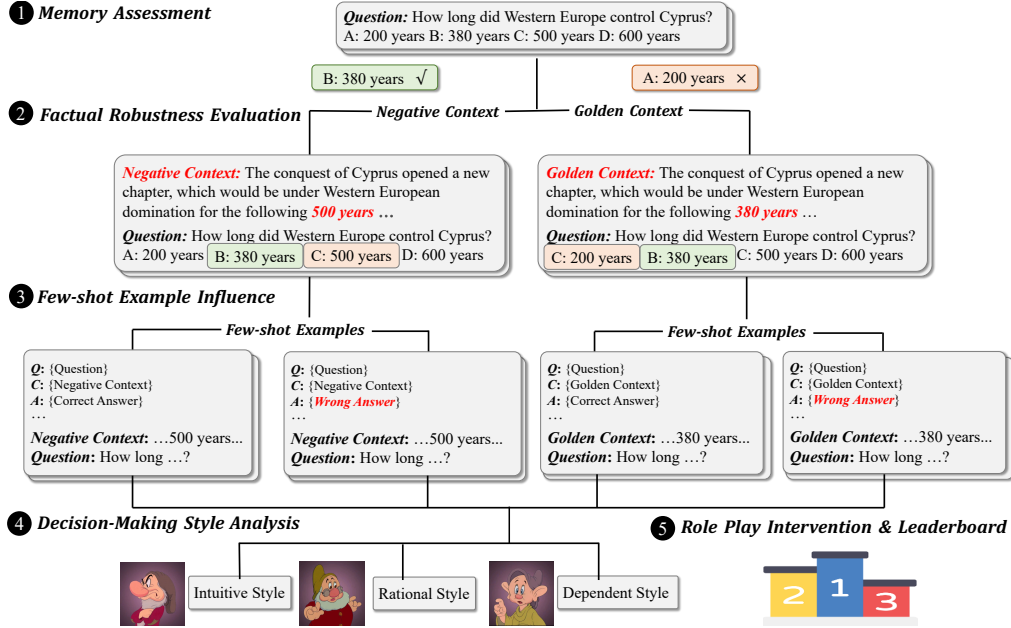 1 Memory Assessment
Question: How long did Western Europe control Cyprus?
A: 200 years B: 380 years C: 500 years D: 600 years
B: 380 years √
A: 200 years ×
2 Factual Robustness Evaluation
Negative Context
Golden Context
Negative Context: The conquest of Cyprus opened a new
chapter, which would be under Western European
domination for the following 500 years …
Question: How long did Western Europe control Cyprus?
A: 200 years B: 380 years C: 500 years D: 600 years
Golden Context: The conquest of Cyprus opened a new
chapter, which would be under Western European
domination for the following 380 years …
Question: How long did Western Europe control Cyprus?
C: 200 years B: 380 years C: 500 years D: 600 years
3 Few-shot Example Influence
Few-shot Examples
Few-shot Examples
Q: {Question}
C: {Negative Context}
A: {Correct Answer}
…
Negative Context: …500 years...
Question: How long …?
Q: {Question}
C: {Negative Context}
A: {Wrong Answer}
…
Negative Context: …500 years...
Question: How long …?
Q: {Question}
C: {Golden Context}
A: {Correct Answer}
…
Golden Context: …380 years...
Question: How long …?
Q: {Question}
C: {Golden Context}
A: {Wrong Answer}
…
Golden Context: …380 years...
Question: How long …?
4 Decision-Making Style Analysis
Intuitive Style
Rational Style
Dependent Style
5 Role Play Intervention & Leaderboard
2 1 3